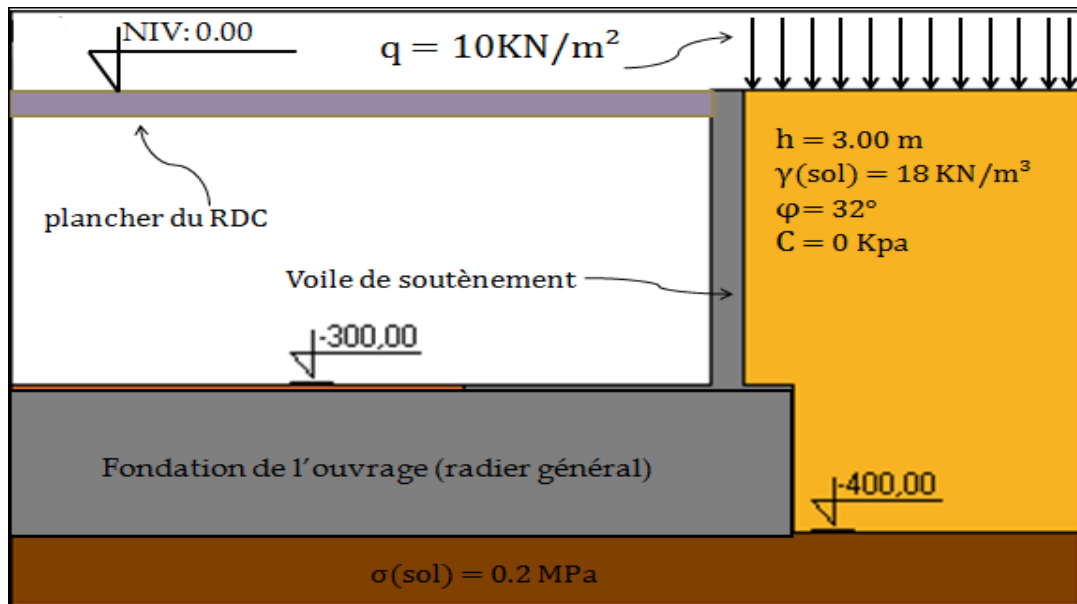 NIV: 0.00
q = 10KN/m²
h = 3.00 m
γ(sol) = 18 KN/m³
φ= 32°
C = 0 Kpa
plancher du RDC
Voile de soutènement
-300,00
Fondation de l'ouvrage (radier général)
-400,00
σ(sol) = 0.2 MPa